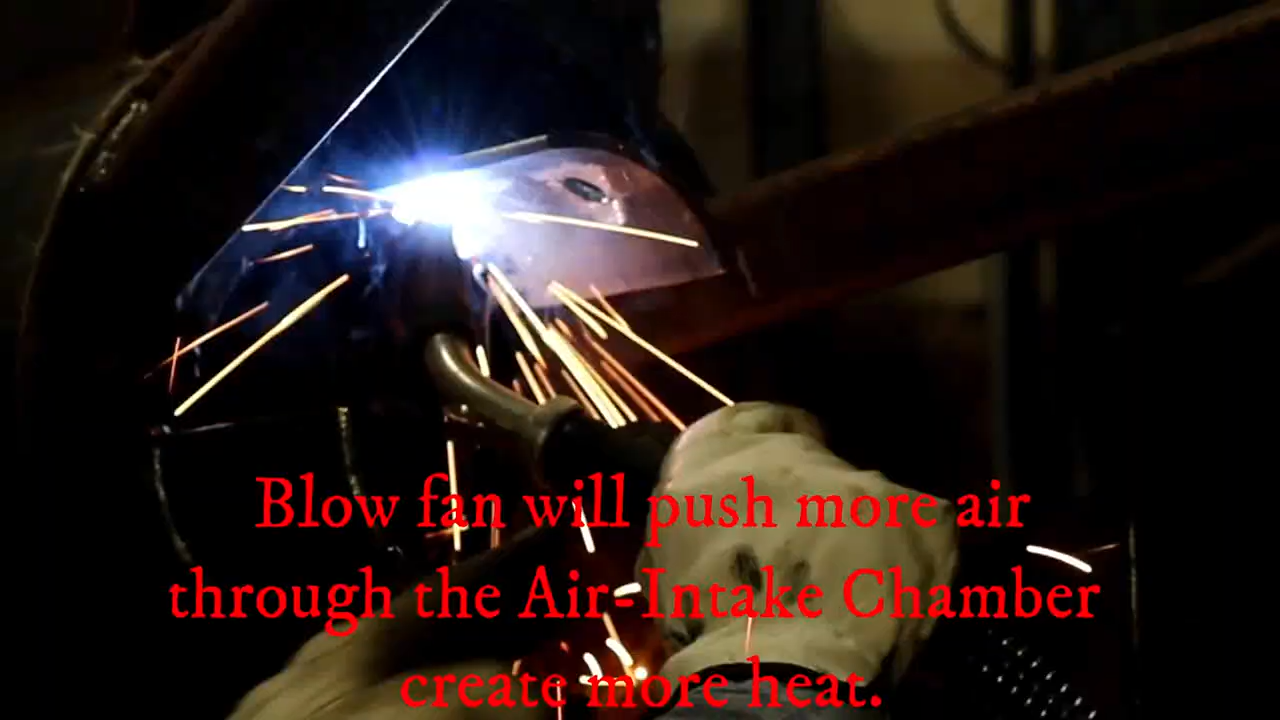 Blow fan will push more air
through the Air-Intake Chamber
create more heat.